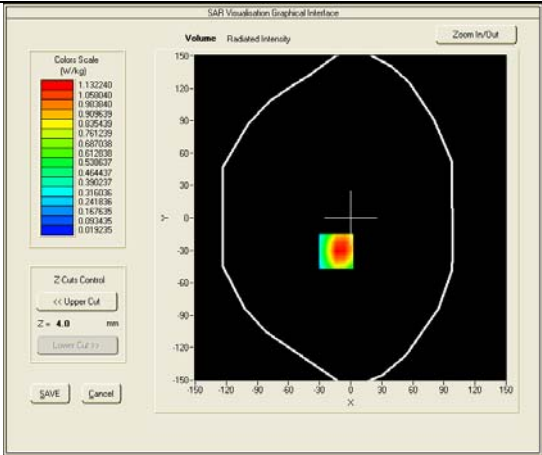 SAR Visualisation Graphical Interface
Volume Radiated Intensity
Zoom In/Out
Colors Scale
(W/kg)
1.132240
1.058040
0.983840
0.909639
0.835439
0.761239
0.687038
0.612838
0.538637
0.464437
0.390237
0.316036
0.241836
0.167635
0.093435
0.019235
Z Cuts Control
<< Upper Cut
Z = 4.0 mm
Lower Cut >>
SAVE Cancel
150
120
90
60
30
0
-30
-60
-90
-120
-150
Y
-150 -120 -90 -60 -30 0 30 60 90 120 150
X